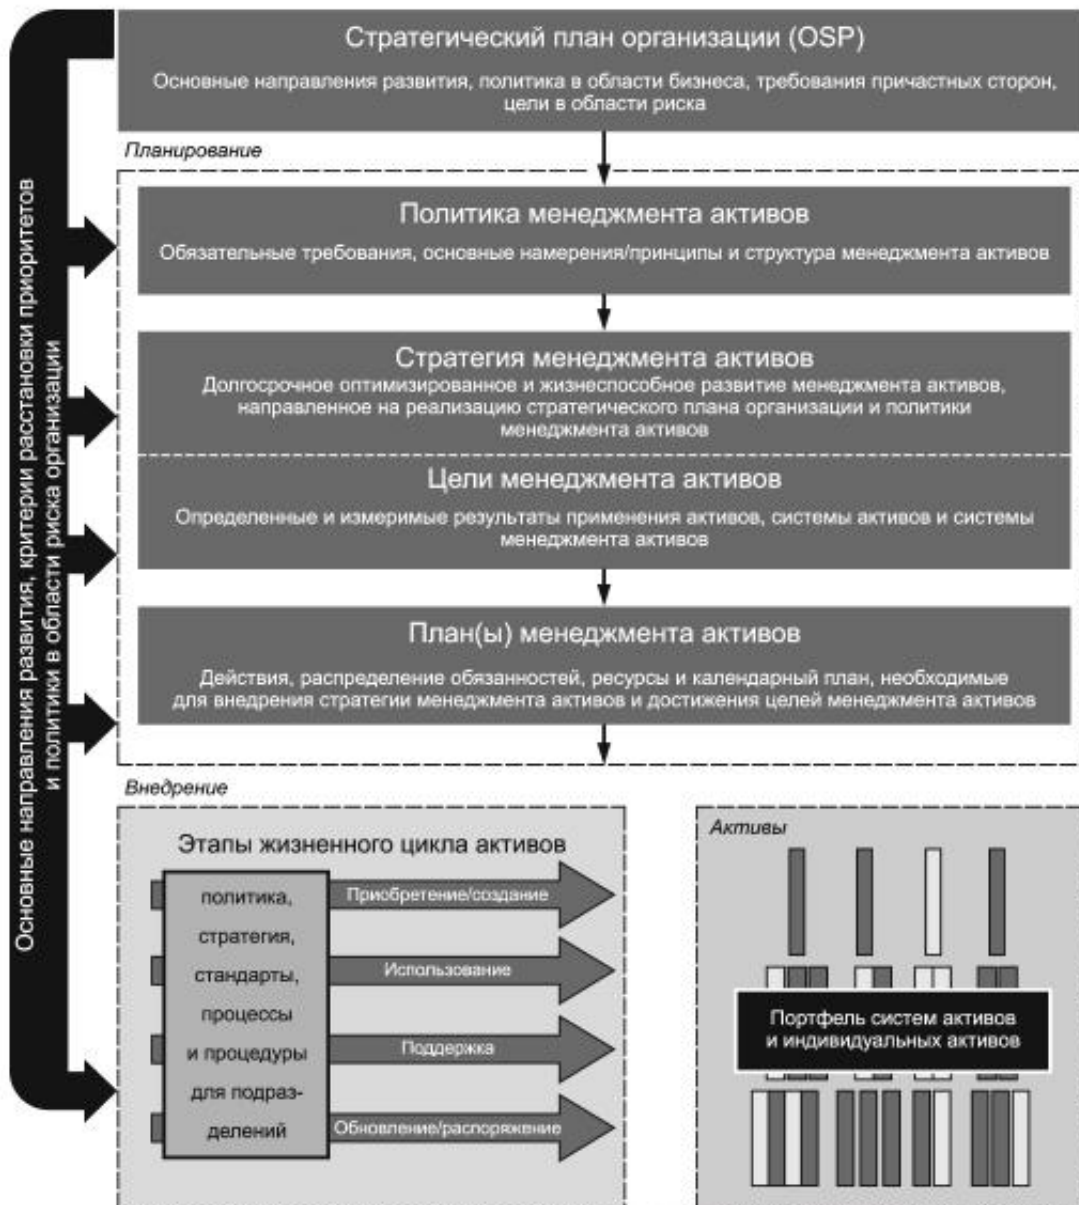 Стратегический план организации (OSP)
Основные направления развития, политика в области бизнеса, требования причастных сторон,
цели в области риска
Планирование
Политика менеджмента активов
Обязательные требования, основные намерения/принципы и структура менеджмента активов
Стратегия менеджмента активов
Долгосрочное оптимизированное и жизнеспособное развитие менеджмента активов,
направленное на реализацию стратегического плана организации и политики
менеджмента активов
Цели менеджмента активов
Определенные и измеримые результаты применения активов, системы активов и системы
менеджмента активов
План(ы) менеджмента активов
Действия, распределение обязанностей, ресурсы и календарный план, необходимые
для внедрения стратегии менеджмента активов и достижения целей менеджмента активов
Основные направления развития, критерии расстановки приоритетов
и политики в области риска организации
Внедрение
Этапы жизненного цикла активов
политика,
стратегия,
стандарты,
процессы
и процедуры
для подраз-
делений
Приобретение/создание
Использование
Поддержка
Обновление/распоряжение
Активы
Портфель систем активов
и индивидуальных активов